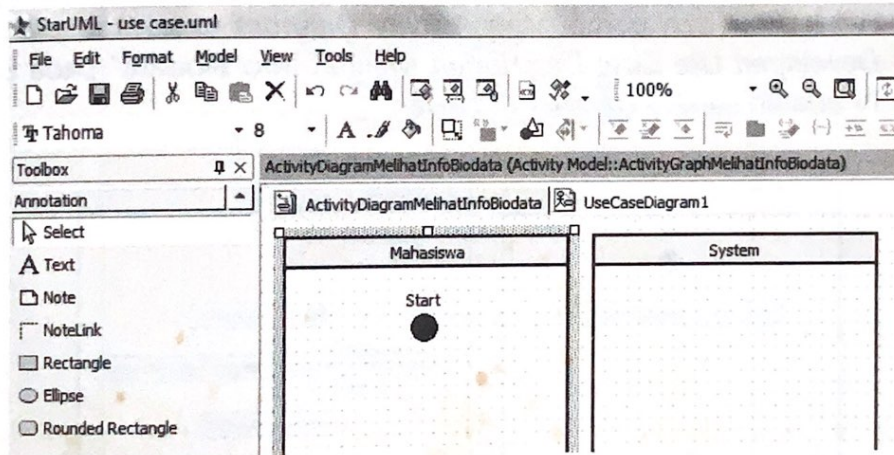 StarUML - use case.uml
File Edit Format Model View Tools Help
100%
Tahoma 8
Toolbox
ActivityDiagramMelihatInfoBiodata (Activity Model::ActivityGraphMelihatInfoBiodata)
Annotation
ActivityDiagramMelihatInfoBiodata UseCaseDiagram1
Select
Text
Note
NoteLink
Rectangle
Ellipse
Rounded Rectangle
Mahasiswa
System
Start